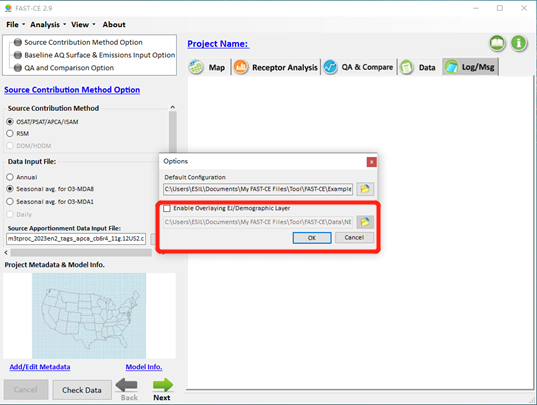 FAST-CE 2.9
File Analysis View About
Source Contribution Method Option
Baseline AQ Surface & Emissions Input Option
QA and Comparison Option
Source Contribution Method Option
Source Contribution Method
OSAT/PSAT/APCA/ISAM
RSM
DOM/HDDM
Data Input File:
Annual
Seasonal avg. for O3-MDA8
Seasonal avg. for O3-MDA1
Daily
Source Apportionment Data Input File:
m3tproc_2023en2_tags_apca_cb6r4_11g.12US2.c
Project Metadata & Model Info.
Add/Edit Metadata Model Info.
Cancel Check Data Back Next
Project Name:
Map Receptor Analysis QA & Compare Data Log/Msg
Options
Default Configuration
C:\Users\ESIL\Documents\My FAST-CE Files\Tool\FAST-CE\Example
Enable Overlaying EJ/Demographic Layer
C:\Users\ESIL\Documents\My FAST-CE Files\Tool\FAST-CE\Data\NE
OK Cancel